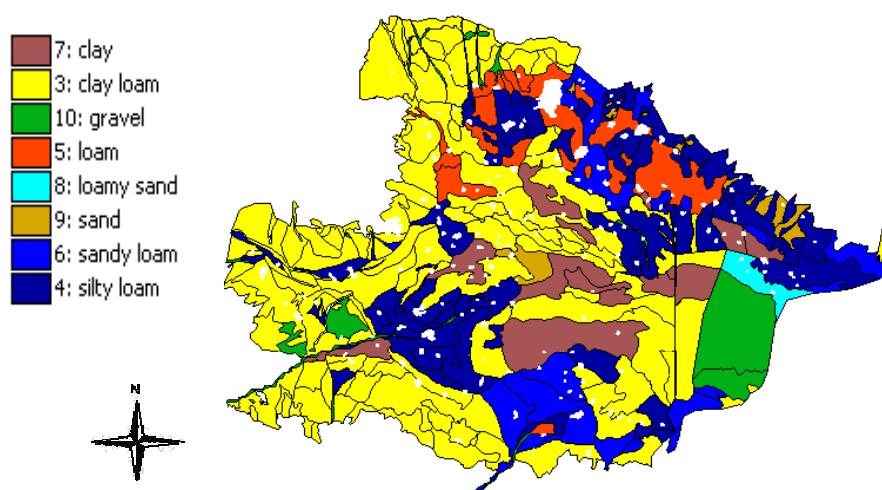 7: clay
3: clay loam
10: gravel
5: loam
8: loamy sand
9: sand
6: sandy loam
4: silty loam
N